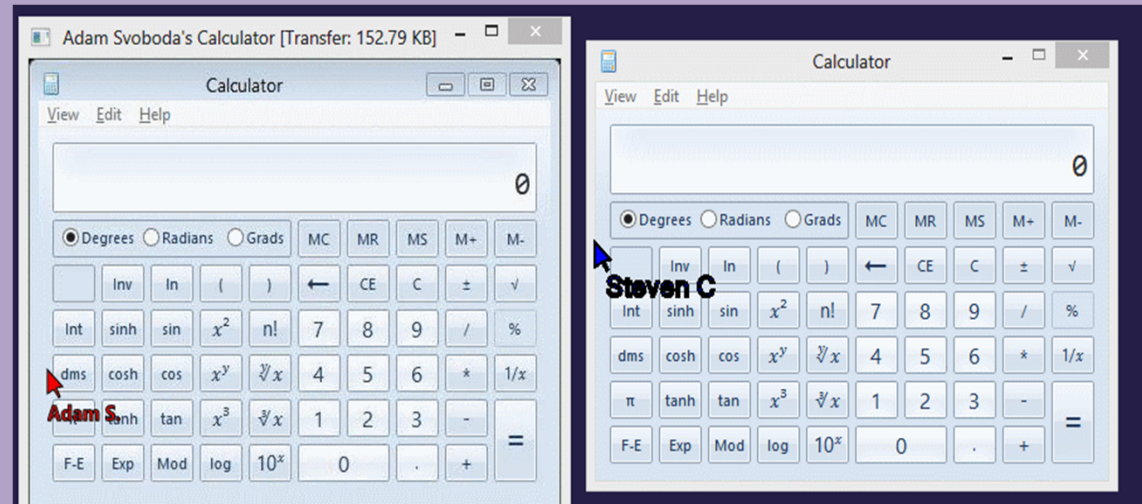 Adam Svoboda's Calculator [Transfer: 152.79 KB]
Calculator
View Edit Help
0
Degrees Radians Grads MC MR MS M+ M-
Inv In ( ) ← CE C ± √
Int sinh sin x² n! 7 8 9 / %
dms cosh cos xʸ ʸ√x 4 5 6 * 1/x
Adam S.
tanh tan x³ ³√x 1 2 3 - =
F-E Exp Mod log 10ˣ 0 . +
Calculator
View Edit Help
0
Degrees Radians Grads MC MR MS M+ M-
Inv In ( ) ← CE C ± √
Steven C
Int sinh sin x² n! 7 8 9 / %
dms cosh cos xʸ ʸ√x 4 5 6 * 1/x
π tanh tan x³ ³√x 1 2 3 - =
F-E Exp Mod log 10ˣ 0 . +